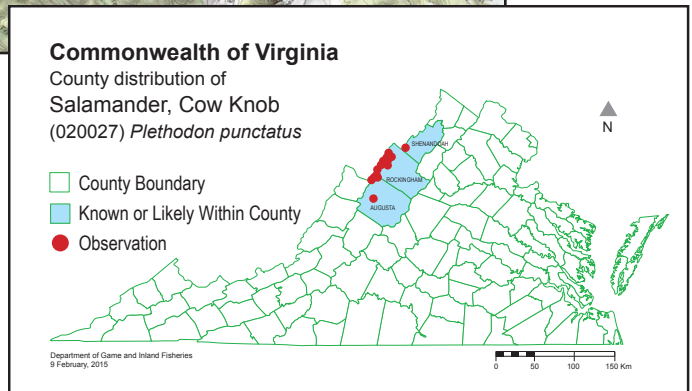 Commonwealth of Virginia
County distribution of
Salamander, Cow Knob
(020027) Plethodon punctatus
N
SHENANDOAH
ROCKINGHAM
AUGUSTA
County Boundary
Known or Likely Within County
Observation
Department of Game and Inland Fisheries
9 February, 2015
0 50 100 150 Km